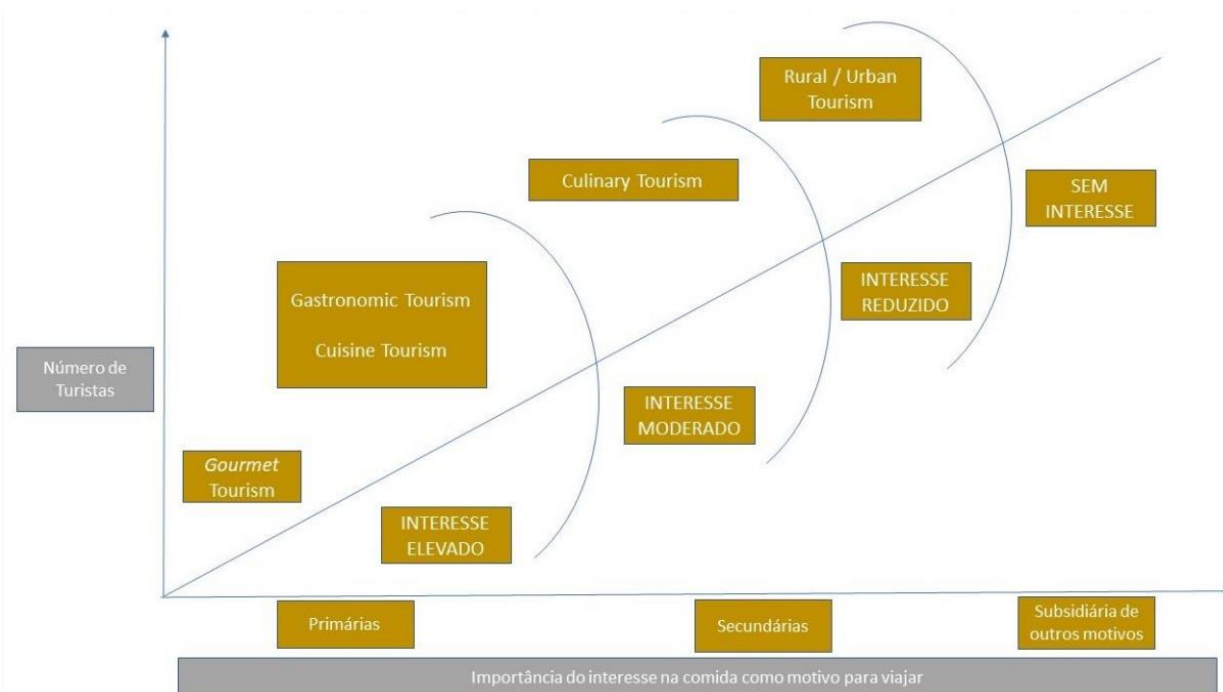 Rural / Urban
Tourism
Culinary Tourism
SEM
INTERESSE
Gastronomic Tourism
Cuisine Tourism
INTERESSE
REDUZIDO
Número de
Turistas
INTERESSE
MODERADO
Gourmet
Tourism
INTERESSE
ELEVADO
Primárias
Secundárias
Subsidiária de
outros motivos
Importância do interesse na comida como motivo para viajar